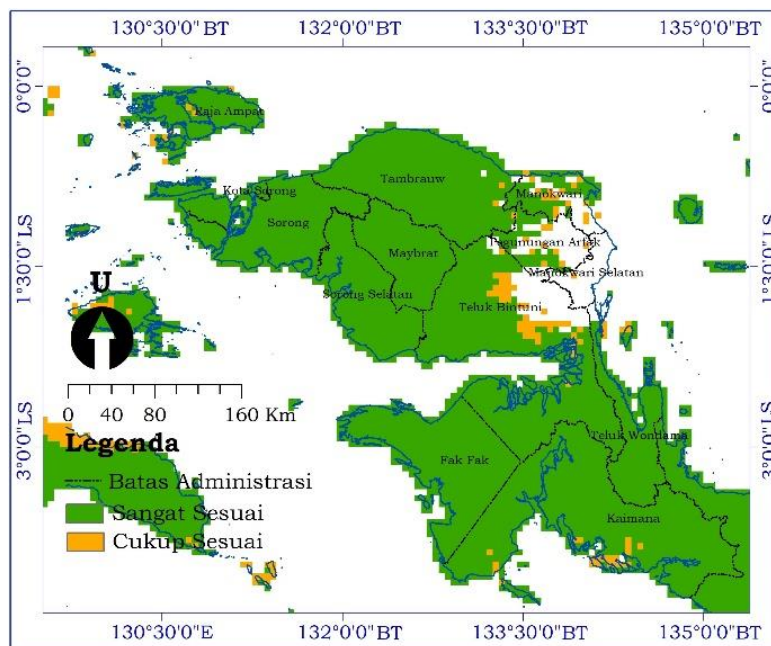 130°30'0"BT 132°0'0"BT 133°30'0"BT 135°0'0"BT
0°0'0" 0°0'0"
Raja Ampat
Tambrauw
Kota Sorong Manokwari
Sorong
Pegunungan Arfak
Maybrat
1°30'0"LS 1°30'0"LS
Manokwari Selatan
U
Sorong Selatan
Teluk Bintuni
0 40 80 160 Km
Legenda
Teluk Wondama
3°0'0"LS 3°0'0"LS
Fak Fak
Batas Administrasi
Kaimana
Sangat Sesuai
Cukup Sesuai
130°30'0"E 132°0'0"BT 133°30'0"BT 135°0'0"BT